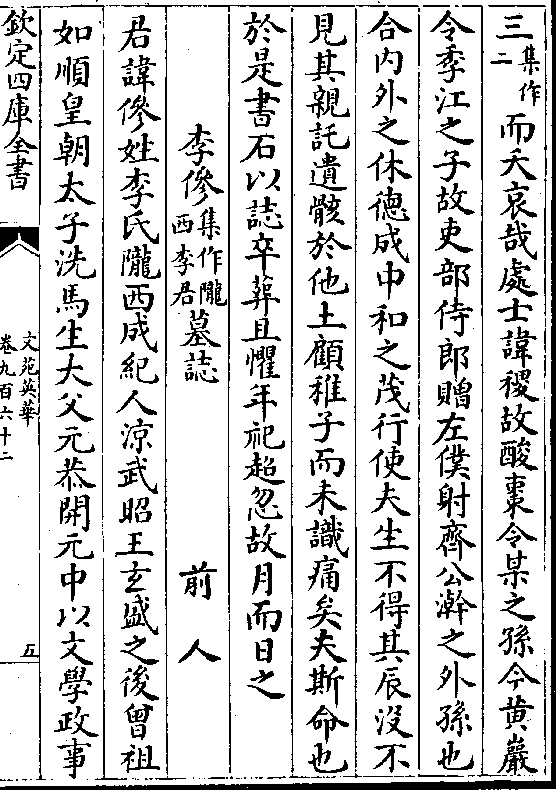 三集作二而夭哀哉處士諱稷故酸棗令某之孫今黄巖
令季江之子故吏部侍郎贈左僕射齊公澣之外孫也
合内外之休德成中和之茂行使夫生不得其辰沒不
見其親託遺骸於他土顧稚子而未識痛矣夫斯命也
於是書石以誌卒葬且懼年祀超忽故月而日之
李俢集作隴西李君墓誌 前人
君諱俢姓李氏隴西成紀人涼武昭王玄盛之後曾祖
如順皇朝太子洗馬生大父元恭開元中以文學政事
欽定四庫全書
文苑英華
卷九百六十二
五